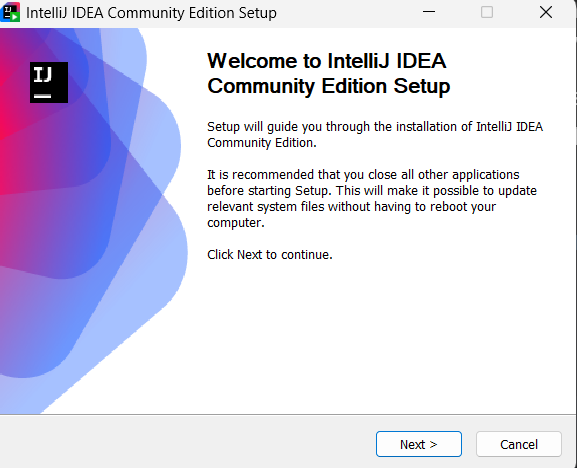 IntelliJ IDEA Community Edition Setup
IJ
Welcome to IntelliJ IDEA
Community Edition Setup
Setup will guide you through the installation of IntelliJ IDEA
Community Edition.
It is recommended that you close all other applications
before starting Setup. This will make it possible to update
relevant system files without having to reboot your
computer.
Click Next to continue.
Next >
Cancel